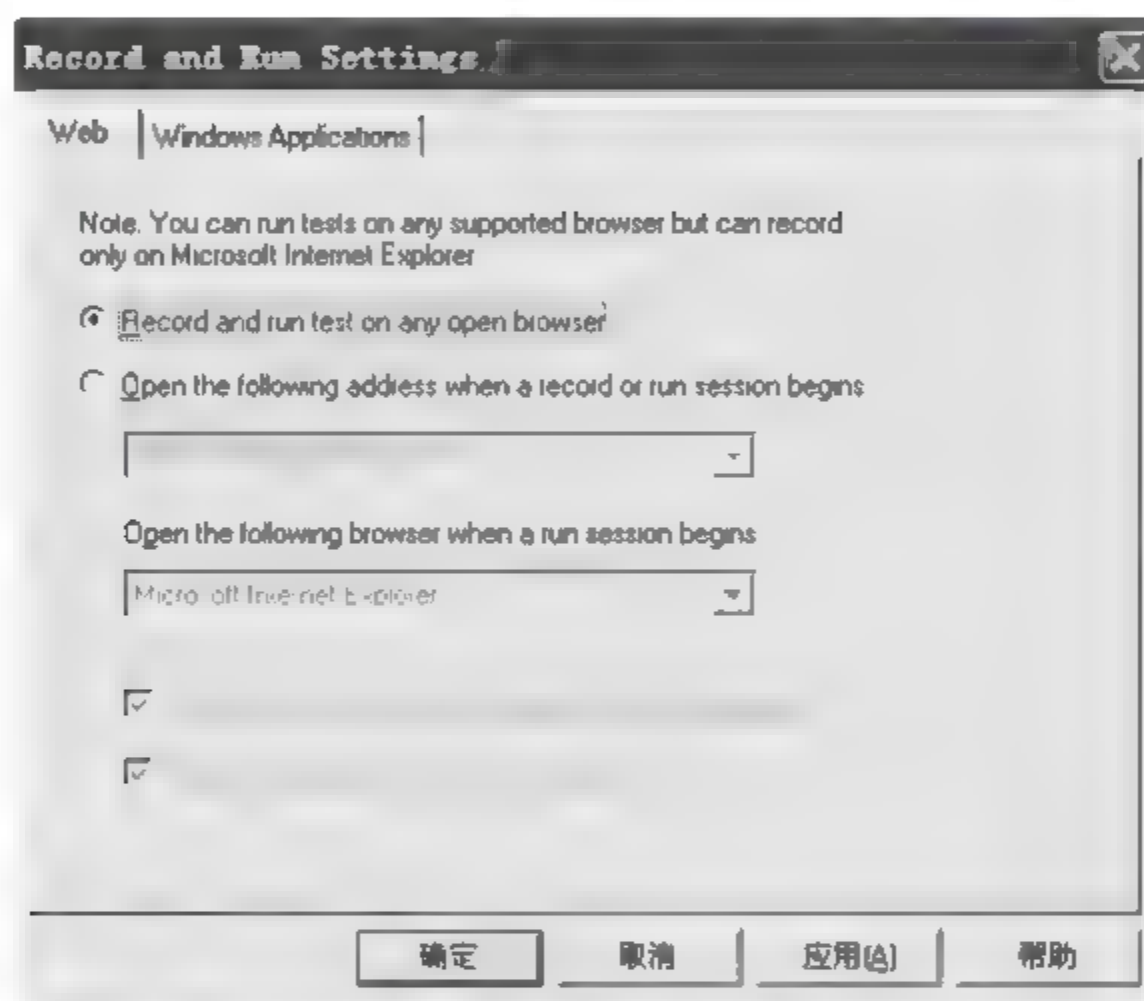 Record and Run Settings
Web
Windows Applications
Note. You can run tests on any supported browser but can record
only on Microsoft Internet Explorer
Record and run test on any open browser
Open the following address when a record or run session begins
Open the following browser when a run session begins
Microsoft Internet Explorer
确定
取消
应用(A)
帮助